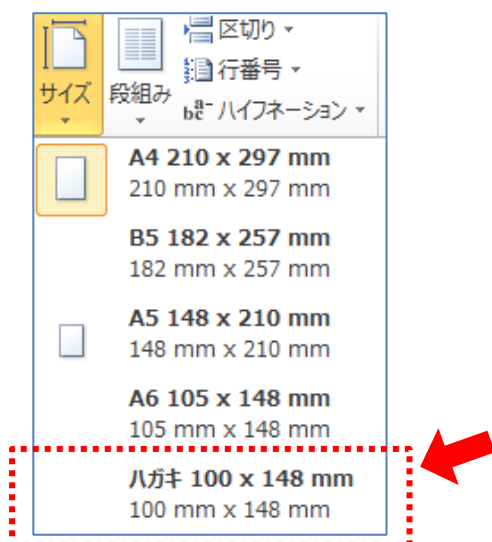 サイズ
段組み
区切り
行番号
ハイフネーション
A4 210 x 297 mm
210 mm x 297 mm
B5 182 x 257 mm
182 mm x 257 mm
A5 148 x 210 mm
148 mm x 210 mm
A6 105 x 148 mm
105 mm x 148 mm
ハガキ 100 x 148 mm
100 mm x 148 mm